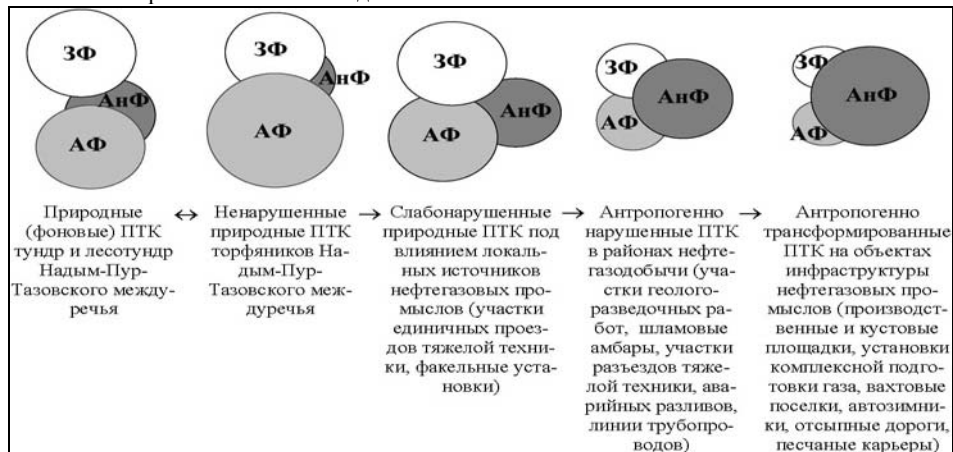 ЗФ
АнФ
АФ
ЗФ
АнФ
АФ
ЗФ
АнФ
АФ
ЗФ
АнФ
АФ
ЗФ
АнФ
АФ
Природные
(фоновые) ПТК
тундр и лесотундр
Надым-Пур-
Тазовского между-
речья
↔
Ненарушенные
природные ПТК
торфяников На-
дым-Пур-
Тазовского меж-
дуречья
→
Слабонарушенные
природные ПТК под
влиянием локаль-
ных источников
нефтегазовых про-
мыслов (участки
единичных проез-
дов тяжелой техни-
ки, факельные уста-
новки)
→
Антропогенно
нарушенные ПТК
в районах нефте-
газодобычи (уча-
стки геолого-
разведочных ра-
бот, шламовые
амбары, участки
разъездов тяже-
лой техники, ава-
рийных разливов,
линии трубопро-
водов)
→
Антропогенно
трансформированные
ПТК на объектах
инфраструктуры
нефтегазовых про-
мыслов (производст-
венные и кустовые
площадки, установки
комплексной подго-
товки газа, вахтовые
поселки, автозимни-
ки, отсыпные дороги,
песчаные карьеры)